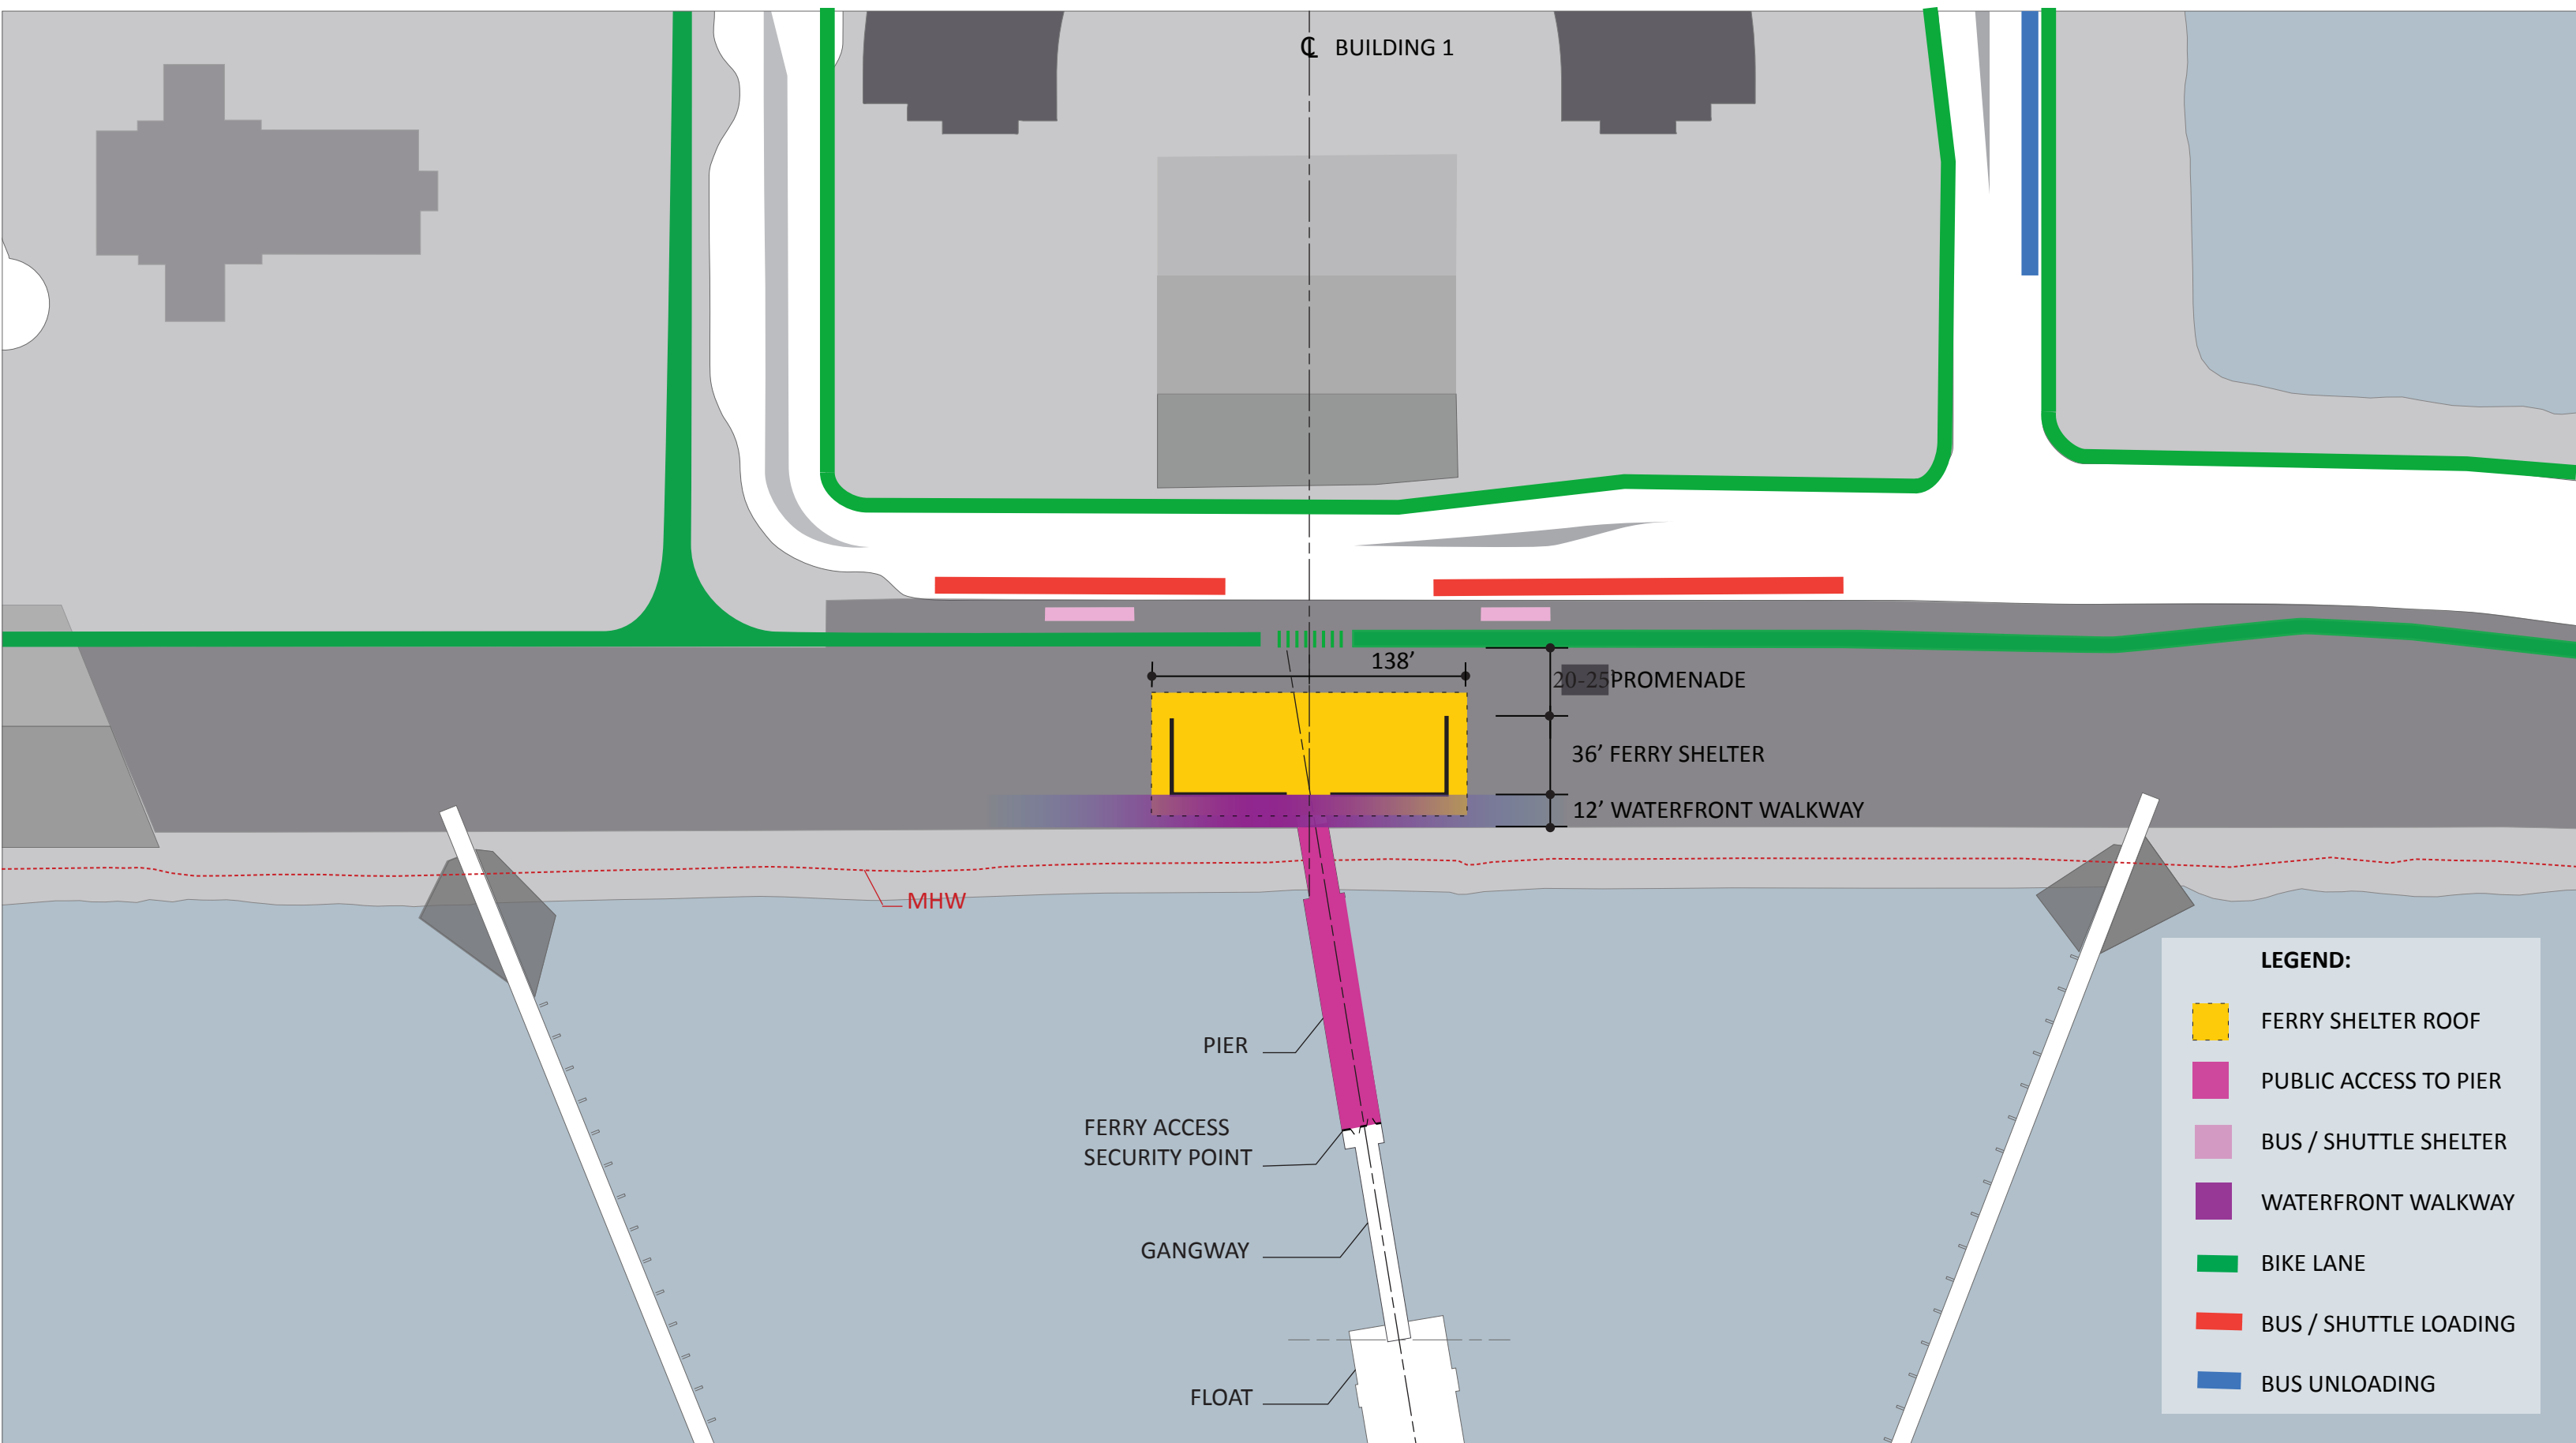 ℄ BUILDING 1
138’
20-25’ PROMENADE
36’ FERRY SHELTER
12’ WATERFRONT WALKWAY
MHW
PIER
FERRY ACCESS
SECURITY POINT
GANGWAY
FLOAT
LEGEND:
FERRY SHELTER ROOF
PUBLIC ACCESS TO PIER
BUS / SHUTTLE SHELTER
WATERFRONT WALKWAY
BIKE LANE
BUS / SHUTTLE LOADING
BUS UNLOADING